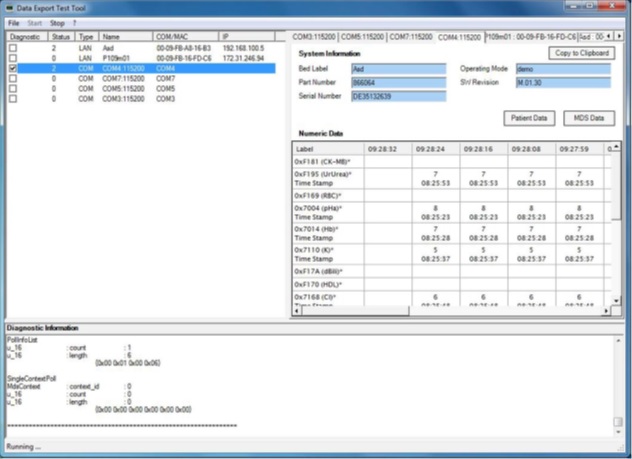 Data Export Test Tool
File Start Stop ?
Diagnostic Status Type Name COM/MAC IP
2 LAN Asd 00-09-FB-A8-16-B3 192.168.100.5
0 LAN P109m01 00-09-FB-16-FD-C6 172.31.246.94
2 COM COM4:115200 COM4
0 COM COM7:115200 COM7
0 COM COM5:115200 COM5
0 COM COM3:115200 COM3
COM3:115200 COM5:115200 COM7:115200 COM4:115200 P109m01 : 00-09-FB-16-FD-C6 Asd 00-
System Information Copy to Clipboard
Bed Label Asd Operating Mode demo
Part Number 866064 SW Revision M.01.30
Serial Number DE35132639
Patient Data MDS Data
Numeric Data
Label 09:28:32 09:28:24 09:28:16 09:28:08 09:27:59 0
0xF181 (CK-MB)*
0xF195 (UrUrea)* 7 7 7 7
Time Stamp 08:25:53 08:25:53 08:25:53 08:25:53
0xF169 (RBC)*
0x7004 (pHa)* 8 8 8 8
Time Stamp 08:25:23 08:25:23 08:25:23 08:25:23
0x7014 (Hb)* 7 7 7 7
Time Stamp 08:25:28 08:25:28 08:25:28 08:25:28
0x7110 (K)* 5 5 5 5
Time Stamp 08:25:37 08:25:37 08:25:37 08:25:37
0xF17A (dBili)*
0xF170 (HDL)*
0x7168 (Cl)* 6 6 6 6
Time Stamp
Diagnostic Information
PollInfoList
u_16 : count : 1
u_16 : length : 6
(0x00 0x01 0x00 0x06)
SingleContextPoll
MdsContext : context_id : 0
u_16 : count : 0
u_16 : length : 0
(0x00 0x00 0x00 0x00 0x00 0x00)
Running ...